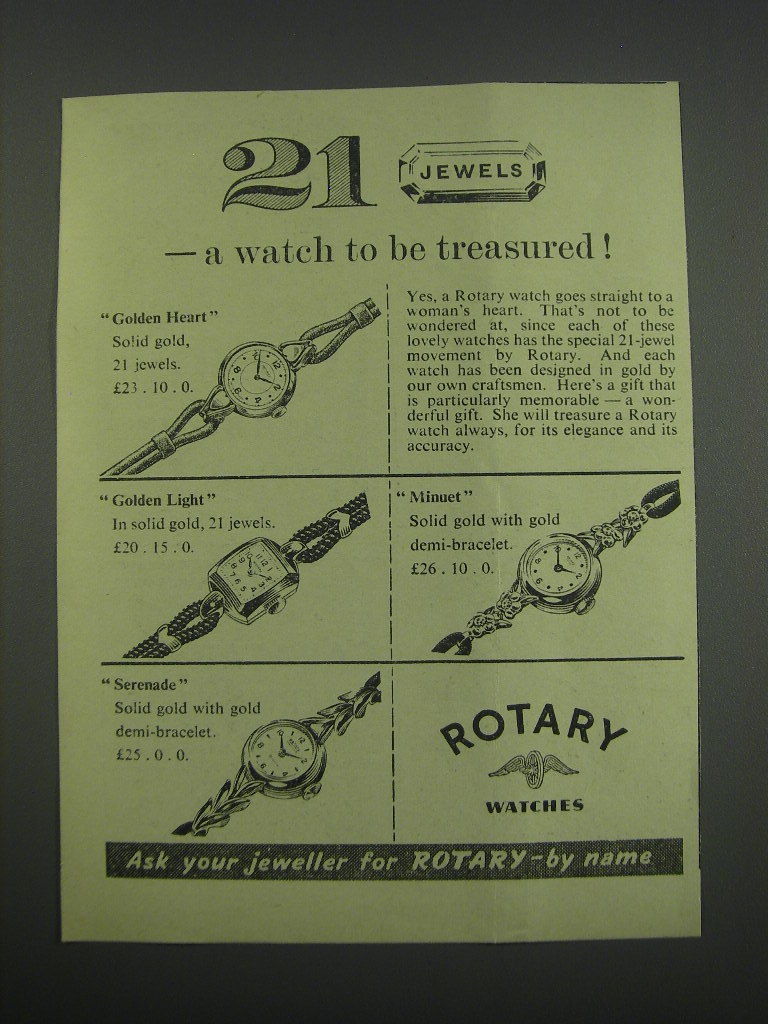 21 JEWELS
— a watch to be treasured!
"Golden Heart"
Solid gold,
21 jewels.
£23 . 10 . 0.
Yes, a Rotary watch goes straight to a
woman's heart. That's not to be
wondered at, since each of these
lovely watches has the special 21-jewel
movement by Rotary. And each
watch has been designed in gold by
our own craftsmen. Here's a gift that
is particularly memorable — a won-
derful gift. She will treasure a Rotary
watch always, for its elegance and its
accuracy.
"Golden Light"
In solid gold, 21 jewels.
£20 . 15 . 0.
"Minuet"
Solid gold with gold
demi-bracelet.
£26 . 10 . 0.
"Serenade"
Solid gold with gold
demi-bracelet.
£25 . 0 . 0.
ROTARY
WATCHES
Ask your jeweller for ROTARY – by name